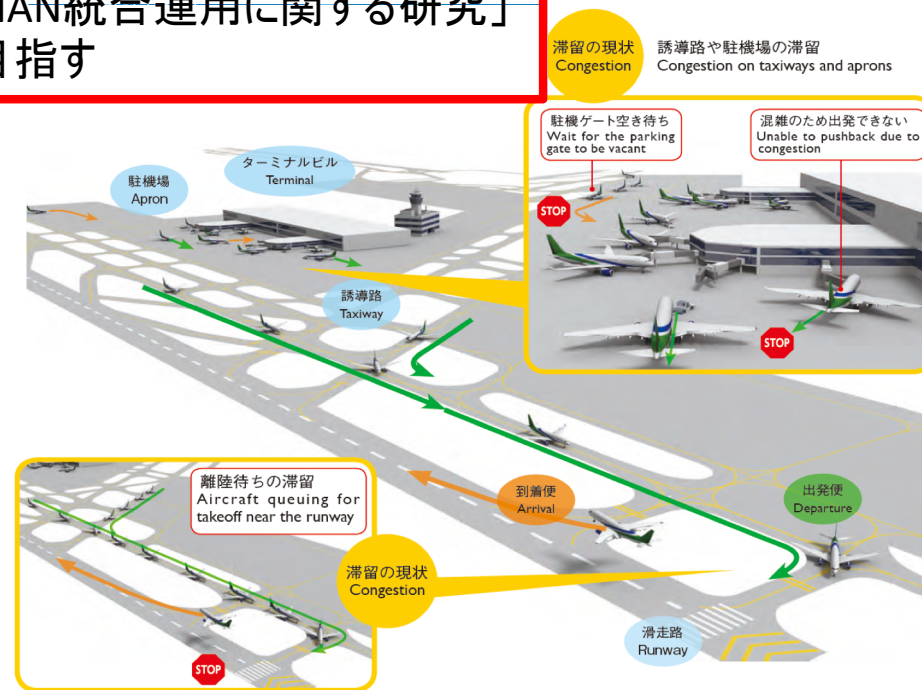 MAN統合運用に関する研究」
目指す
滞留の現状
Congestion
誘導路や駐機場の滞留
Congestion on taxiways and aprons
駐機ゲート空き待ち
Wait for the parking
gate to be vacant
混雑のため出発できない
Unable to pushback due to
congestion
STOP
STOP
ターミナルビル
Terminal
駐機場
Apron
誘導路
Taxiway
離陸待ちの滞留
Aircraft queuing for
takeoff near the runway
到着便
Arrival
出発便
Departure
滞留の現状
Congestion
滑走路
Runway
STOP